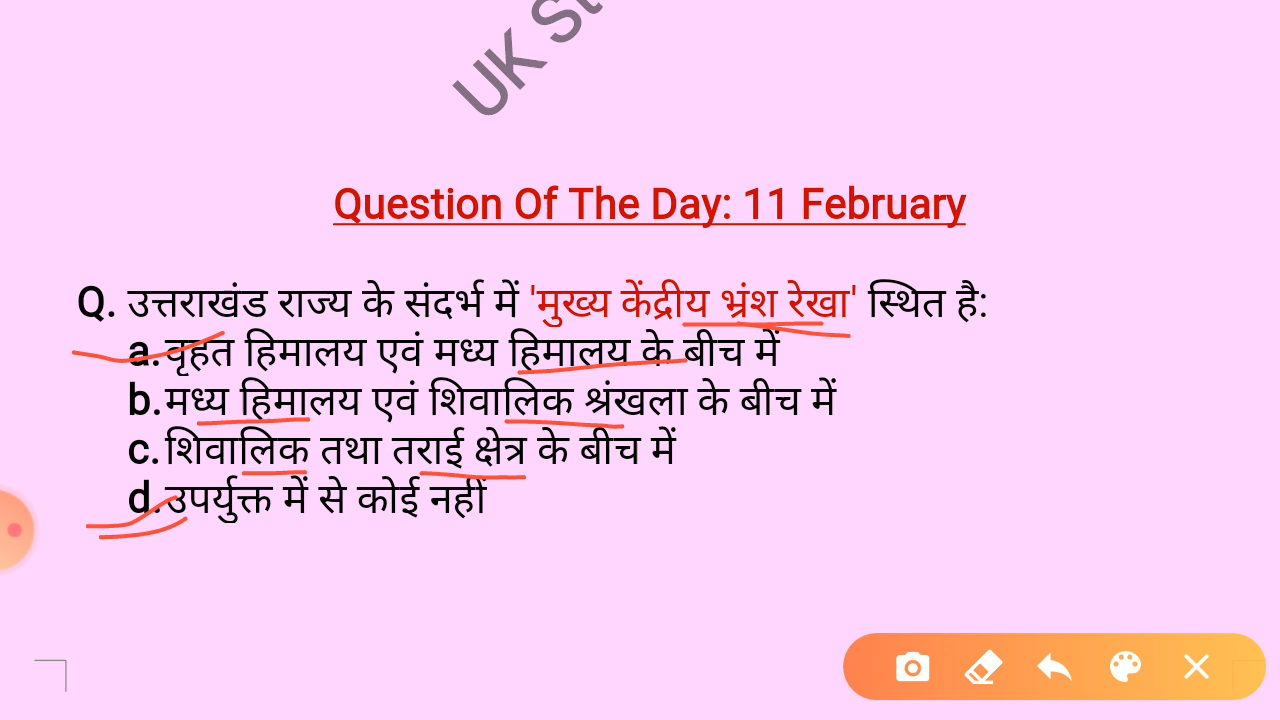 UK St
Question Of The Day: 11 February
Q. उत्तराखंड राज्य के संदर्भ में 'मुख्य केंद्रीय भ्रंश रेखा' स्थित है:
a.वृहत हिमालय एवं मध्य हिमालय के बीच में
b.मध्य हिमालय एवं शिवालिक श्रंखला के बीच में
c.शिवालिक तथा तराई क्षेत्र के बीच में
d.उपर्युक्त में से कोई नहीं